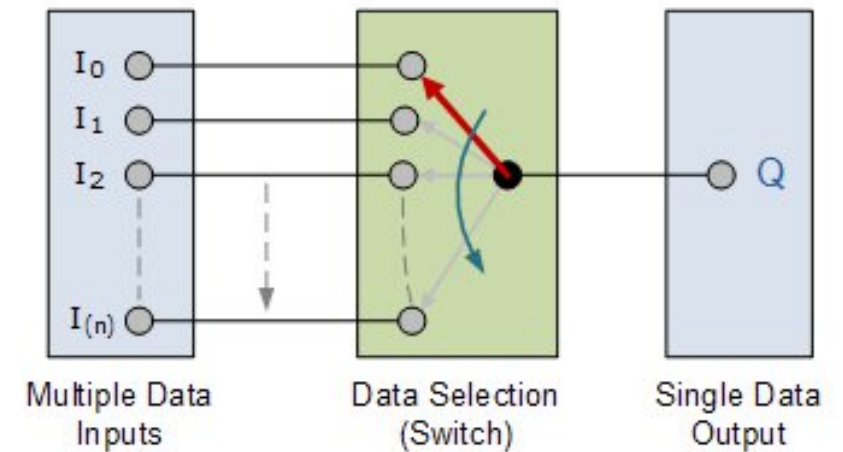 I0
I1
I2
I(n)
Q
Multiple Data
Inputs
Data Selection
(Switch)
Single Data
Output